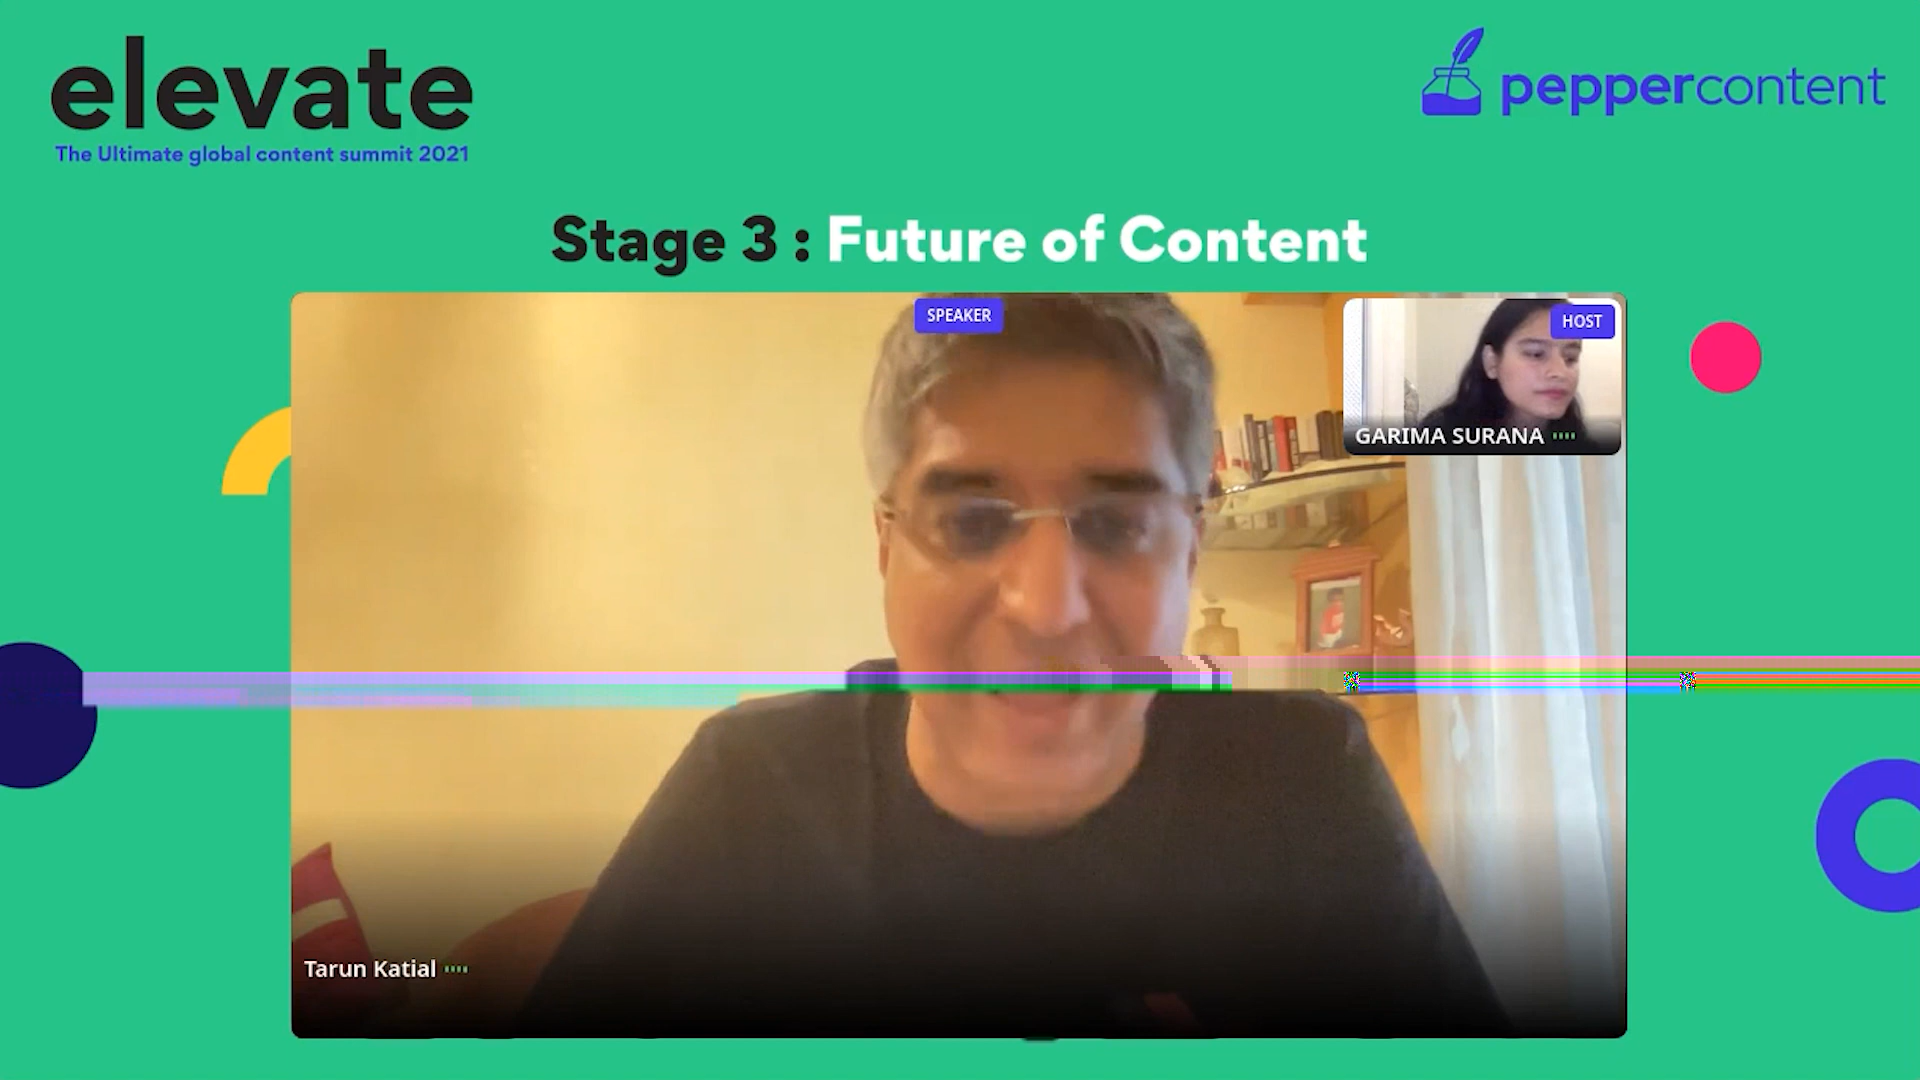 elevate
The Ultimate global content summit 2021
peppercontent
Stage 3 : Future of Content
SPEAKER
HOST
GARIMA SURANA
Tarun Katial